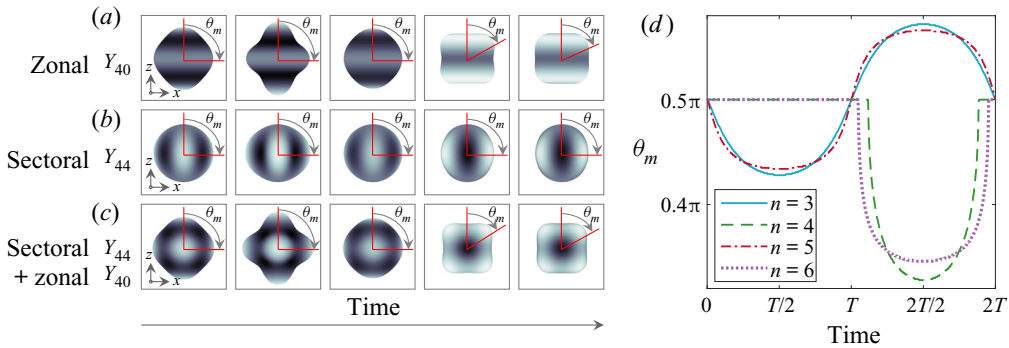 (a)
Zonal Y40
z
x
θm
θm
θm
θm
θm
(b)
Sectoral Y44
z
x
θm
θm
θm
θm
θm
(c)
Sectoral Y44
+ zonal Y40
z
x
θm
θm
θm
θm
θm
Time
(d)
0.5π
θm
0.4π
n = 3
n = 4
n = 5
n = 6
0 T/2 T 2T/2 2T
Time